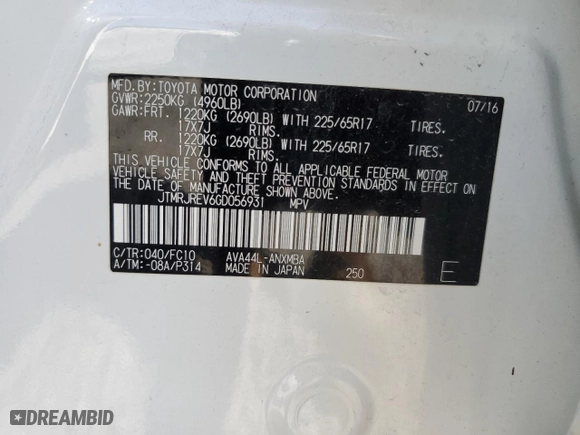 MFD.BY:TOYOTA MOTOR CORPORATION 07/16
GVWR:2250KG (4960LB)
GAWR:FRT. 1220KG (2690LB) WITH 225/65R17 TIRES.
17X7J RIMS.
RR. 1220KG (2690LB) WITH 225/65R17 TIRES.
17X7J RIMS.
THIS VEHICLE CONFORMS TO ALL APPLICABLE FEDERAL MOTOR
VEHICLE SAFETY AND BUMPER STANDARDS IN EFFECT ON
THE DATE OF MANUFACTURE SHOWN ABOVE.
JTMRJREV6GD056931 MPV
C/TR:040/FC10 AVA44L-ANXMBA
A/TM:-08A/P314 MADE IN JAPAN 250 E
DREAMBID